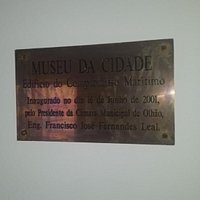 MUSEU DA CIDADE
Edifício do Compromisso Marítimo
Inaugurado no dia 16 de Junho de 2001,
pelo Presidente da Câmara Municipal de Olhão,
Eng. Francisco José Fernandes Leal.